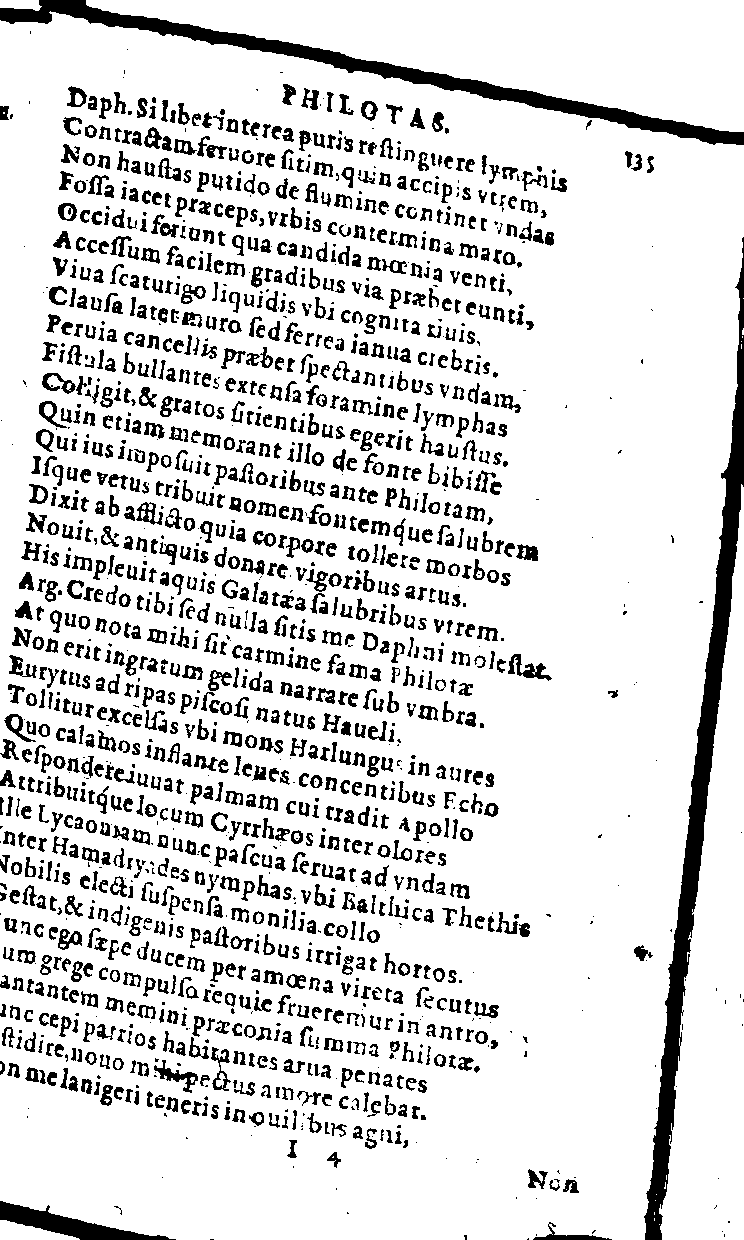 PHILOTAS.
135
Daph. Si libet interea puris reſtinguere lymphis
Contractam feruore ſitim, quin accipis vtrem,
Non hauſtas putido de flumine continet vndas
Foſſa iacet præceps, vrbis contermina maro.
Occidui feriunt qua candida mœnia venti,
Acceſſum facilem gradibus via præbet eunti,
Viua ſcaturigo liquidis vbi cognita riuis,
Clauſa latet muro ſed ferrea ianua crebris.
Peruia cancellis præbet ſpectantibus vndam,
Fiſtula bullantes extenſa foramine lymphas
Colligit, & gratos ſitientibus egerit hauſtus.
Quin etiam memorant illo de fonte bibiſſe
Qui ius impoſuit paſtoribus ante Philotam,
Iſque vetus tribuit nomen fontemq́ue ſalubrem
Dixit ab afflicto quia corpore tollere morbos
Nouit, & antiquis donare vigoribus artus.
His impleuit aquis Galatæa ſalubribus vtrem.
Arg. Credo tibi ſed nulla ſitis me Daphni moleſtat.
At quo nota mihi ſit carmine fama Philotæ
Non erit ingratum gelida narrare ſub vmbra.
Eurytus ad ripas piſcoſi natus Haueli,
Tollitur excelſas vbi mons Harlungus in aures
Quo calamos inflante leues concentibus Echo
Reſpondere iuuat palmam cui tradit Apollo
Attribuitq́ue locum Cyrrhæos inter olores
Ille Lycaoniam nunc paſcua ſeruat ad vndam
Inter Hamadryades nymphas, vbi Balthica Thethis
Nobilis electi ſuſpenſa monilia collo
Geſtat, & indigenis paſtoribus irrigat hortos.
unc ego ſæpe ducem per amœna vireta ſecutus
um grege compulſo requie frueremur in antro,
antantem memini præconia ſumma Philotæ.
unc cepi patrios habitantes arua penates
ſtidire, nouo mihi pectus amore calebat.
on me lanigeri teneris in ouilibus agni,
I 4
Non